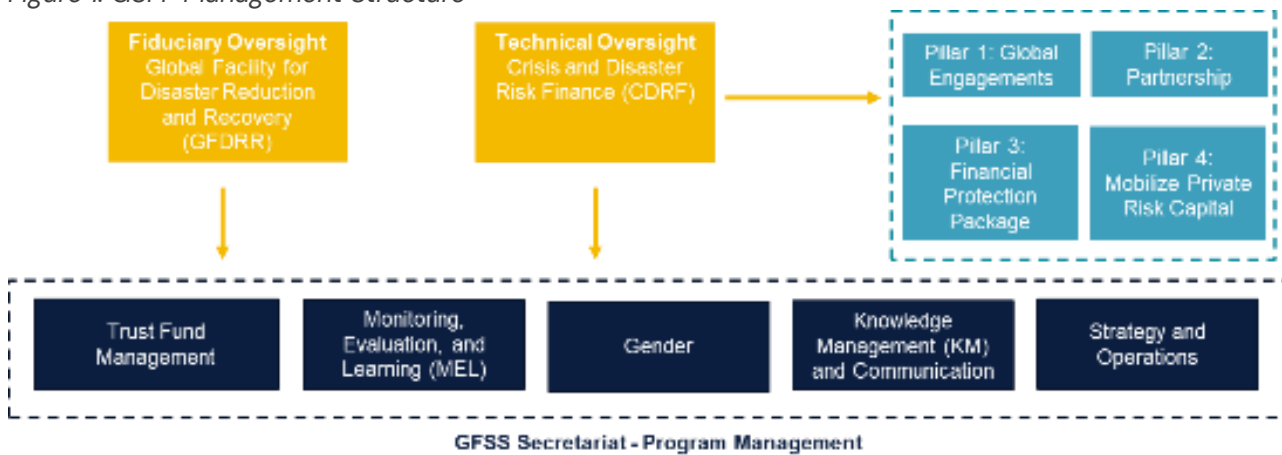 Fiduciary Oversight
Global Facility for
Disaster Reduction
and Recovery
(GFDRR)
Technical Oversight
Crisis and Disaster
Risk Finance (CDRF)
Pillar 1: Global
Engagements
Pillar 2:
Partnership
Pillar 3:
Financial
Protection
Package
Pillar 4:
Mobilize Private
Risk Capital
Trust Fund
Management
Monitoring,
Evaluation, and
Learning (MEL)
Gender
Knowledge
Management (KM)
and Communication
Strategy and
Operations
GFSS Secretariat - Program Management